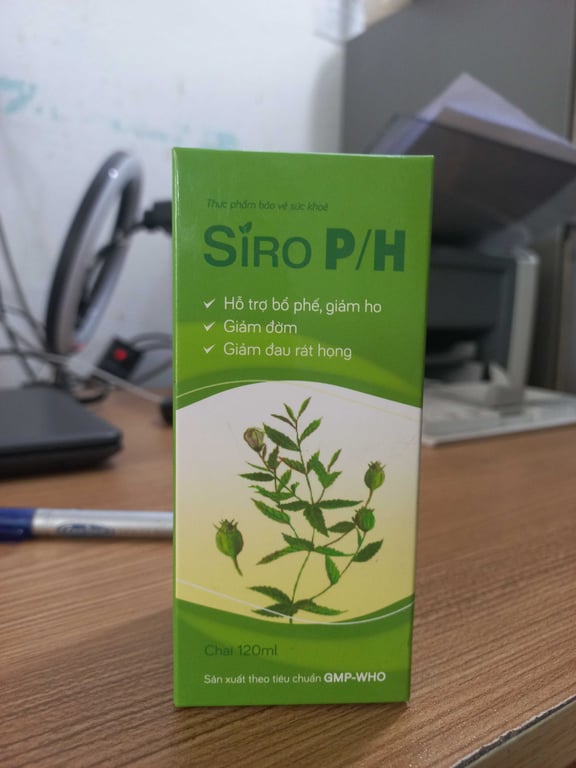 Thực phẩm bảo vệ sức khoẻ
SIRO P/H
✓ Hỗ trợ bổ phế, giảm ho
✓ Giảm đờm
✓ Giảm đau rát họng
Chai 120ml
Sản xuất theo tiêu chuẩn GMP-WHO